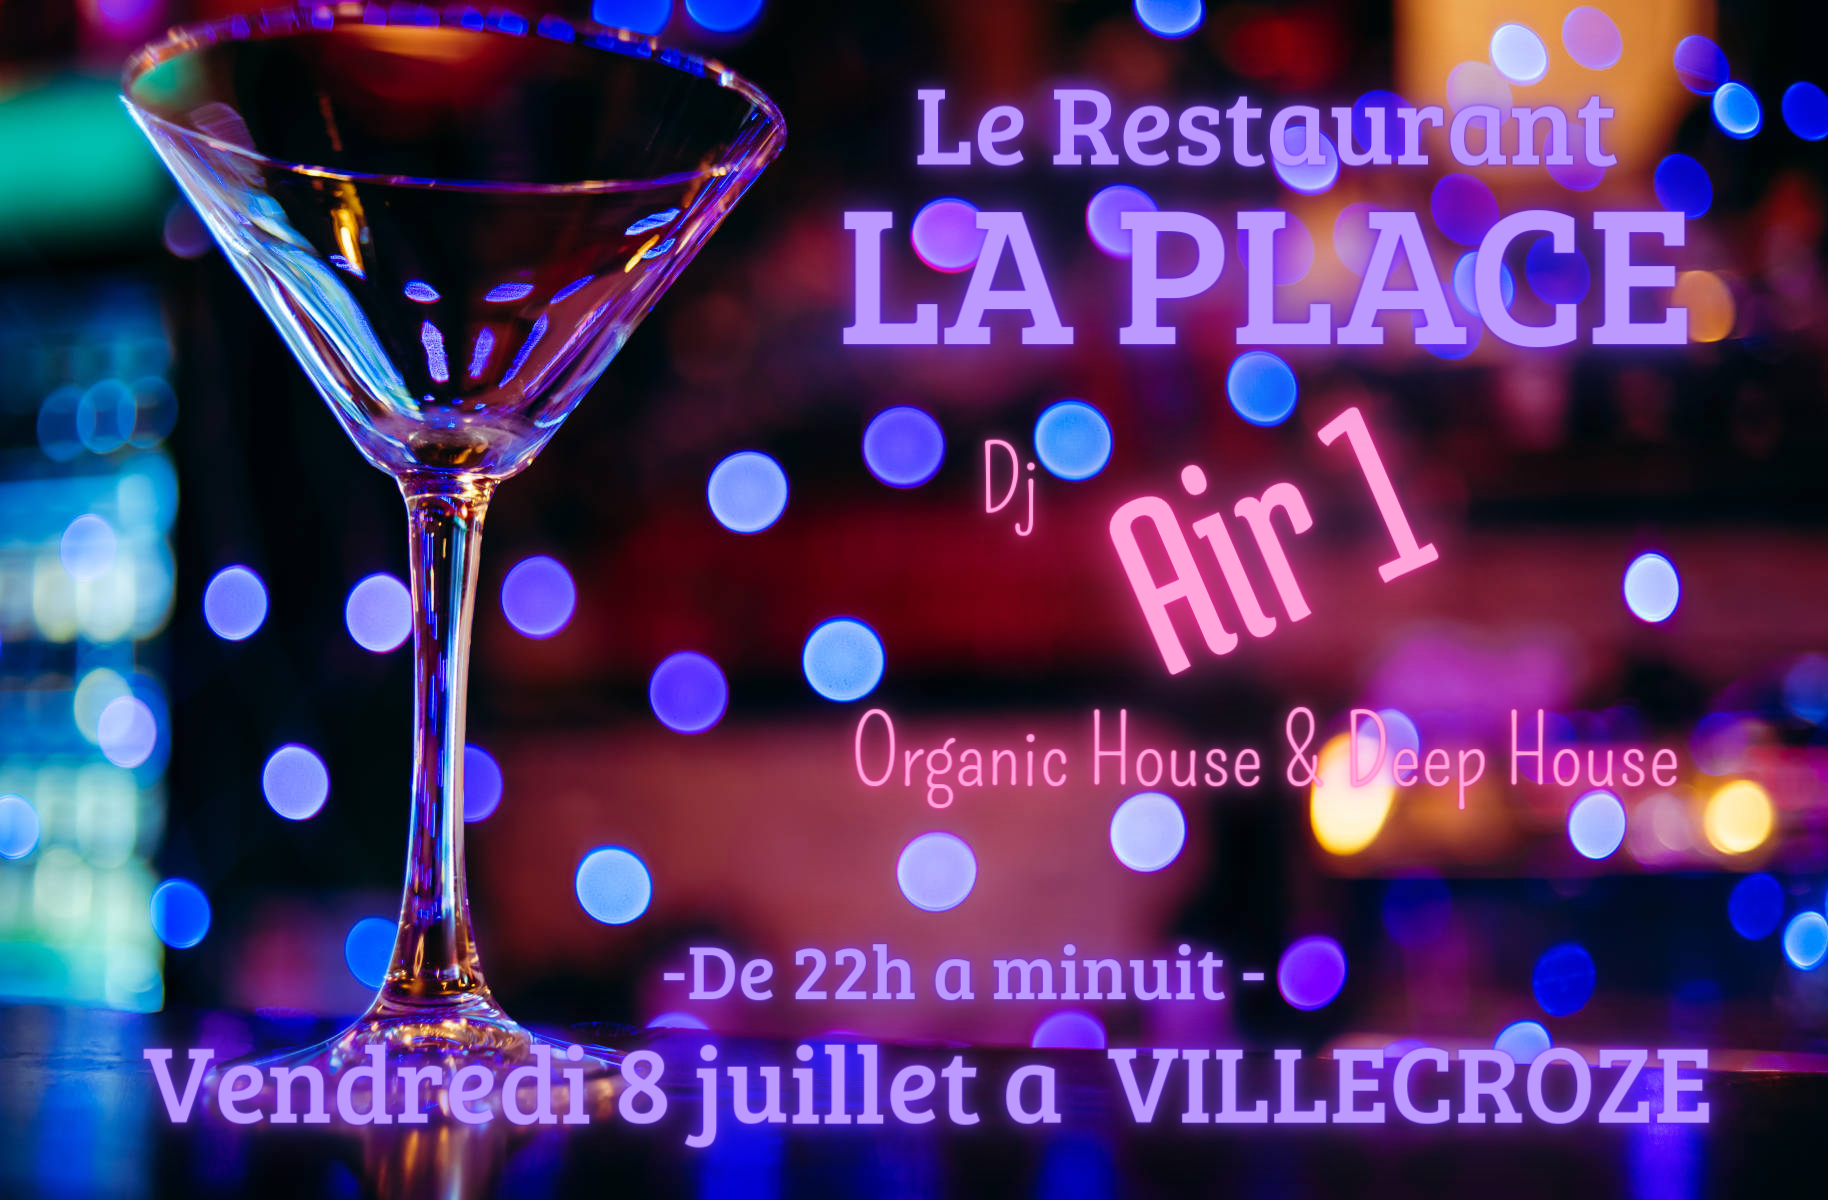 Le Restaurant
LA PLACE
Dj Air 1
Organic House & Deep House
-De 22h a minuit -
Vendredi 8 juillet a VILLECROZE